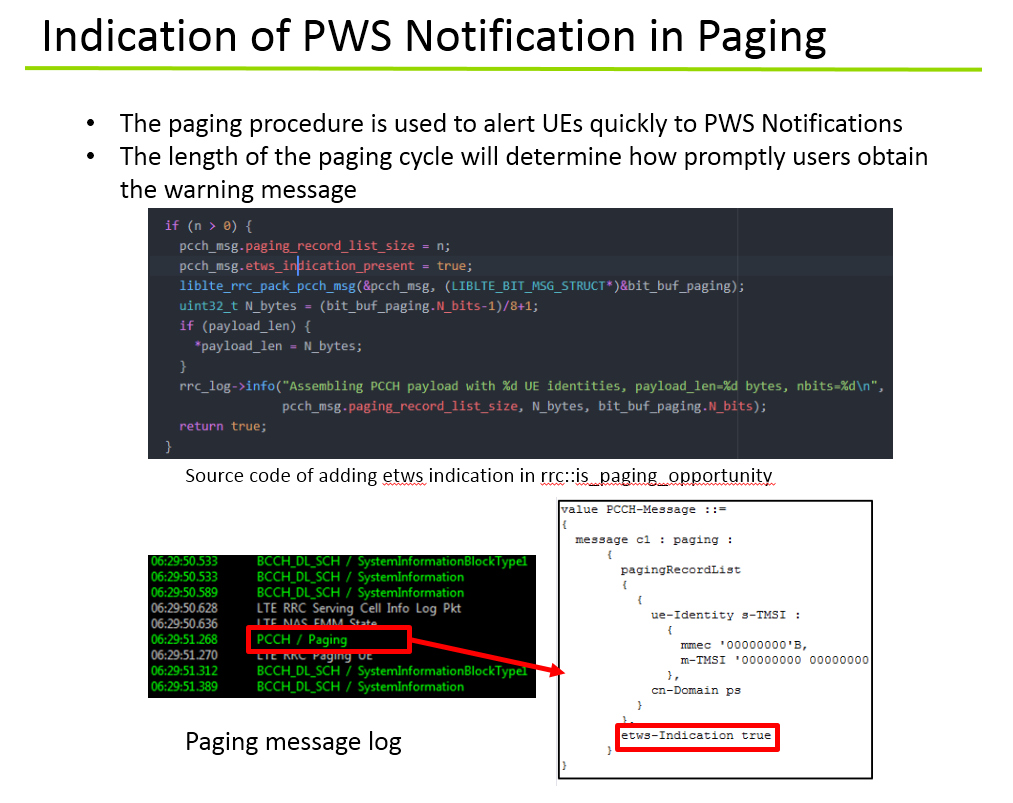 Indication of PWS Notification in Paging
• The paging procedure is used to alert UEs quickly to PWS Notifications
• The length of the paging cycle will determine how promptly users obtain
the warning message
if (n > 0) {
pcch_msg.paging_record_list_size = n;
pcch_msg.etws_indication_present = true;
liblte_rrc_pack_pcch_msg(&pcch_msg, (LIBLTE_BIT_MSG_STRUCT*)&bit_buf_paging);
uint32_t N_bytes = (bit_buf_paging.N_bits-1)/8+1;
if (payload_len) {
*payload_len = N_bytes;
}
rrc_log->info("Assembling PCCH payload with %d UE identities, payload_len=%d bytes, nbits=%d\n",
pcch_msg.paging_record_list_size, N_bytes, bit_buf_paging.N_bits);
return true;
}
Source code of adding etws indication in rrc::is_paging_opportunity
06:29:50.533 BCCH_DL_SCH / SystemInformationBlockType1
06:29:50.533 BCCH_DL_SCH / SystemInformation
06:29:50.589 BCCH_DL_SCH / SystemInformation
06:29:50.628 LTE RRC Serving Cell Info Log Pkt
06:29:50.636 LTE NAS EMM State
06:29:51.268 PCCH / Paging
06:29:51.270 LTE RRC Paging UE
06:29:51.312 BCCH_DL_SCH / SystemInformationBlockType1
06:29:51.389 BCCH_DL_SCH / SystemInformation
Paging message log
value PCCH-Message ::=
{
message c1 : paging :
{
pagingRecordList
{
{
ue-Identity s-TMSI :
{
mmec '00000000'B,
m-TMSI '00000000 00000000
},
cn-Domain ps
}
},
etws-Indication true
}
}